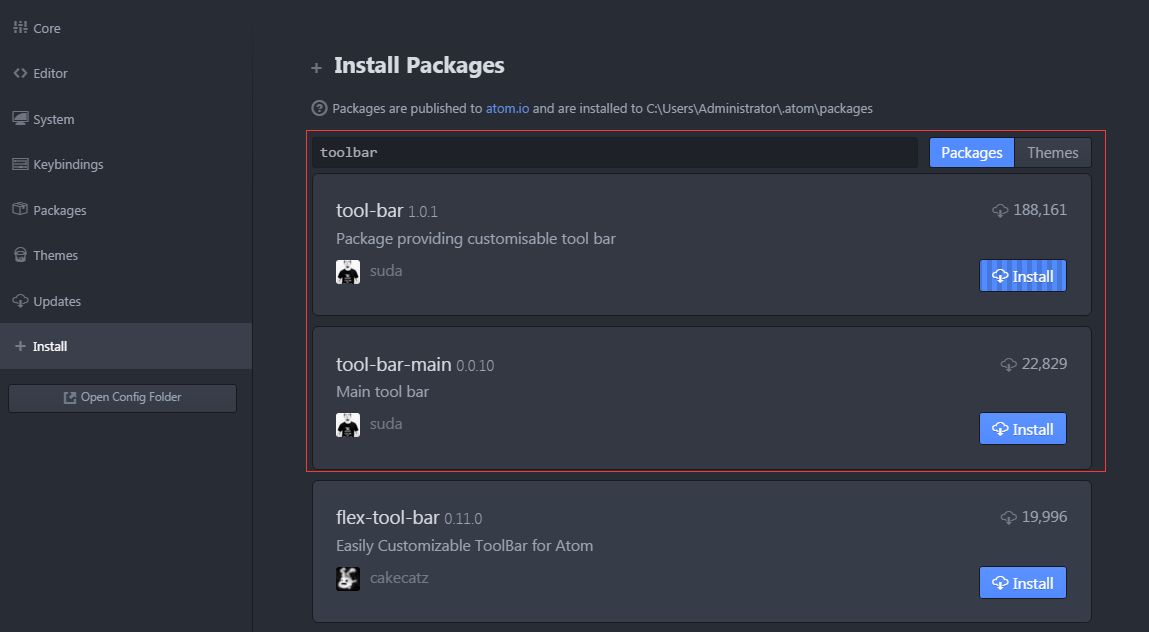 Core
Editor
System
Keybindings
Packages
Themes
Updates
+ Install
Open Config Folder
+ Install Packages
? Packages are published to atom.io and are installed to C:\Users\Administrator\.atom\packages
toolbar
Packages Themes
tool-bar 1.0.1 188,161
Package providing customisable tool bar
suda
Install
tool-bar-main 0.0.10 22,829
Main tool bar
suda
Install
flex-tool-bar 0.11.0 19,996
Easily Customizable ToolBar for Atom
cakecatz
Install